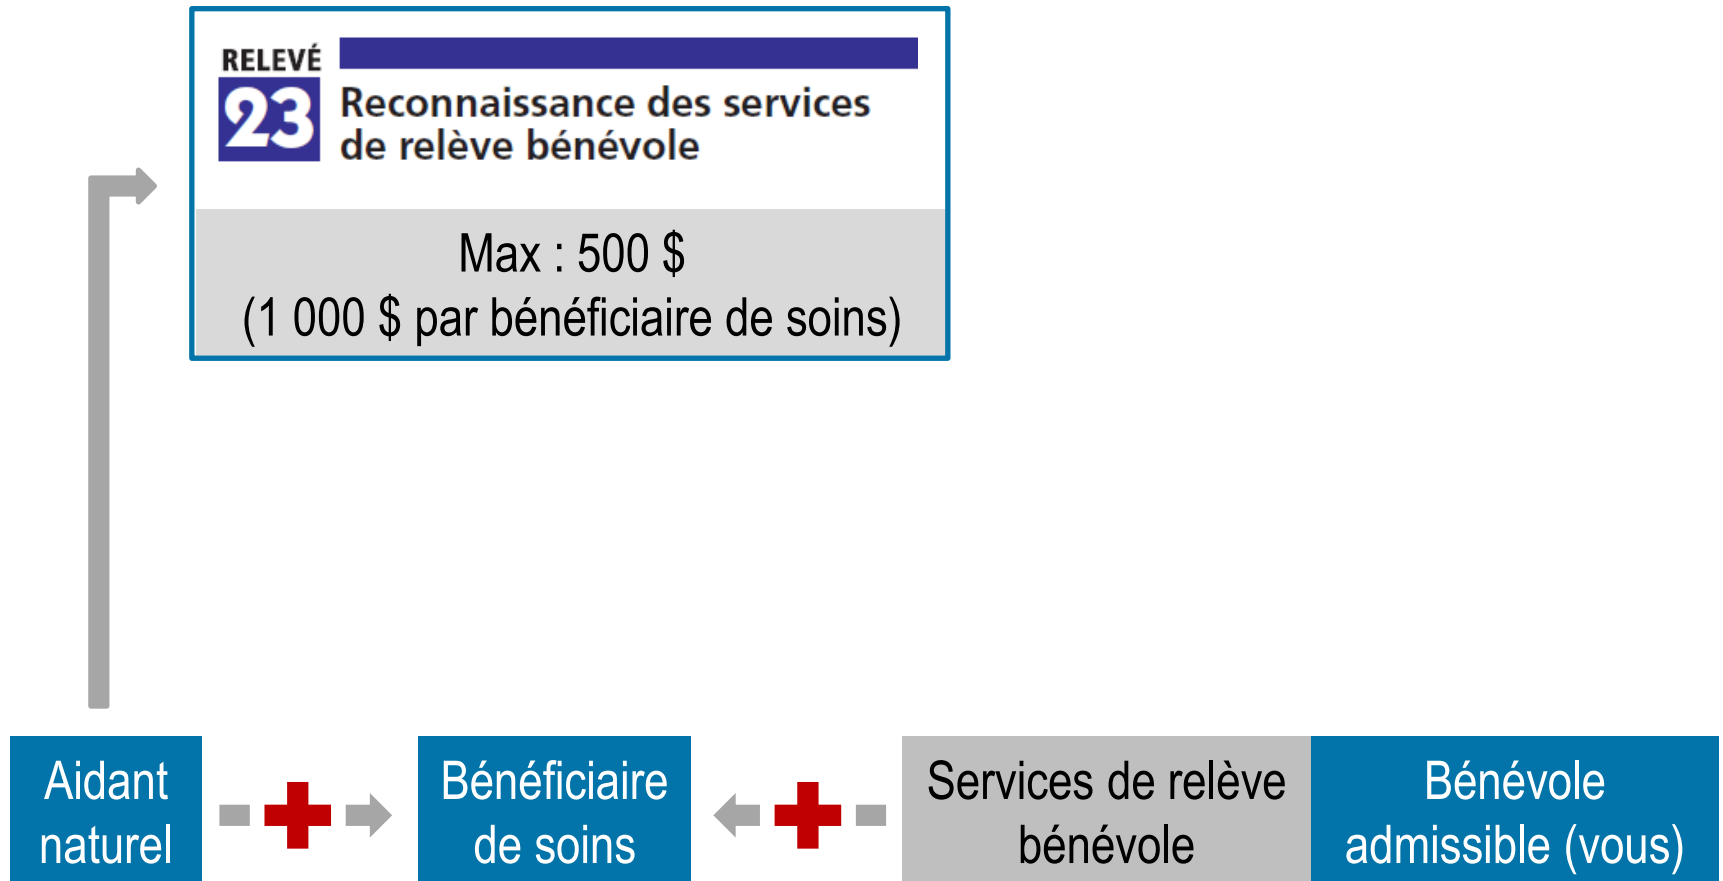 RELEVÉ
23
Reconnaissance des services
de relève bénévole
Max : 500 $
(1 000 $ par bénéficiaire de soins)
Aidant
naturel
Bénéficiaire
de soins
Services de relève
bénévole
Bénévole
admissible (vous)